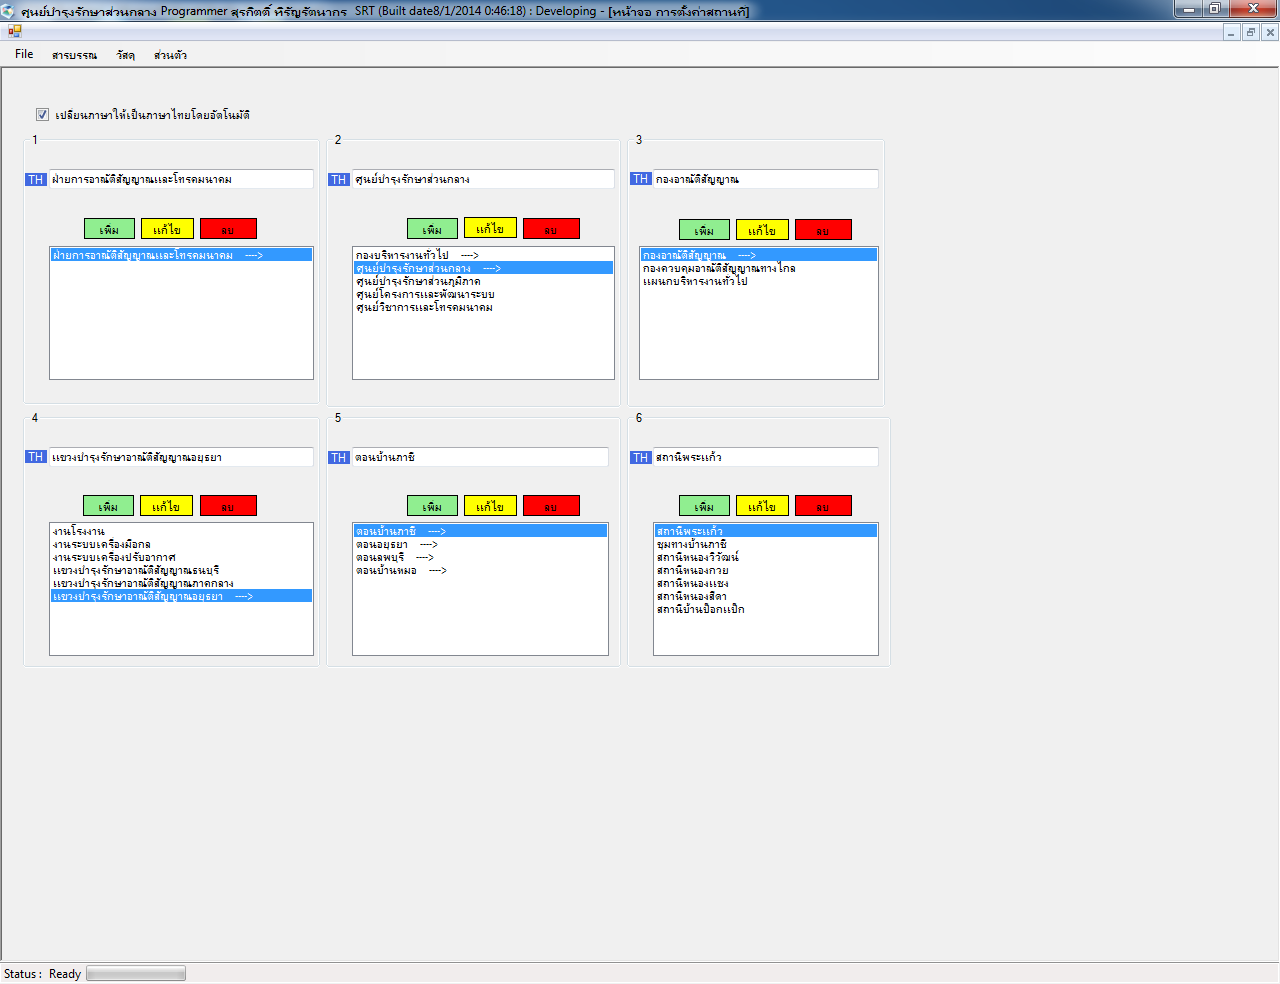 ศูนย์บำรุงรักษาส่วนกลาง Programmer สุรกิตติ์ หิรัญรัตนากร SRT (Built date8/1/2014 0:46:18) : Developing - [หน้าจอ การตั้งค่าสถานที่]
File สารบรรณ วัสดุ ส่วนตัว
เปลี่ยนภาษาให้เป็นภาษาไทยโดยอัตโนมัติ
1
TH ฝ่ายการอาณัติสัญญาณและโทรคมนาคม
เพิ่ม แก้ไข ลบ
ฝ่ายการอาณัติสัญญาณและโทรคมนาคม ---->
2
TH ศูนย์บำรุงรักษาส่วนกลาง
เพิ่ม แก้ไข ลบ
กองบริหารงานทั่วไป ---->
ศูนย์บำรุงรักษาส่วนกลาง ---->
ศูนย์บำรุงรักษาส่วนภูมิภาค
ศูนย์โครงการและพัฒนาระบบ
ศูนย์วิชาการและโทรคมนาคม
3
TH กองอาณัติสัญญาณ
เพิ่ม แก้ไข ลบ
กองอาณัติสัญญาณ ---->
กองควบคุมอาณัติสัญญาณทางไกล
แผนกบริหารงานทั่วไป
4
TH แขวงบำรุงรักษาอาณัติสัญญาณอยุธยา
เพิ่ม แก้ไข ลบ
งานโรงงาน
งานระบบเครื่องมือกล
งานระบบเครื่องปรับอากาศ
แขวงบำรุงรักษาอาณัติสัญญาณธนบุรี
แขวงบำรุงรักษาอาณัติสัญญาณภาคกลาง
แขวงบำรุงรักษาอาณัติสัญญาณอยุธยา ---->
5
TH ตอนบ้านภาชี
เพิ่ม แก้ไข ลบ
ตอนบ้านภาชี ---->
ตอนอยุธยา ---->
ตอนลพบุรี ---->
ตอนบ้านหมอ ---->
6
TH สถานีพระแก้ว
เพิ่ม แก้ไข ลบ
สถานีพระแก้ว
ชุมทางบ้านภาชี
สถานีหนองวิวัฒน์
สถานีหนองกวย
สถานีหนองแซง
สถานีหนองสีดา
สถานีบ้านป๊อกแป๊ก
Status : Ready